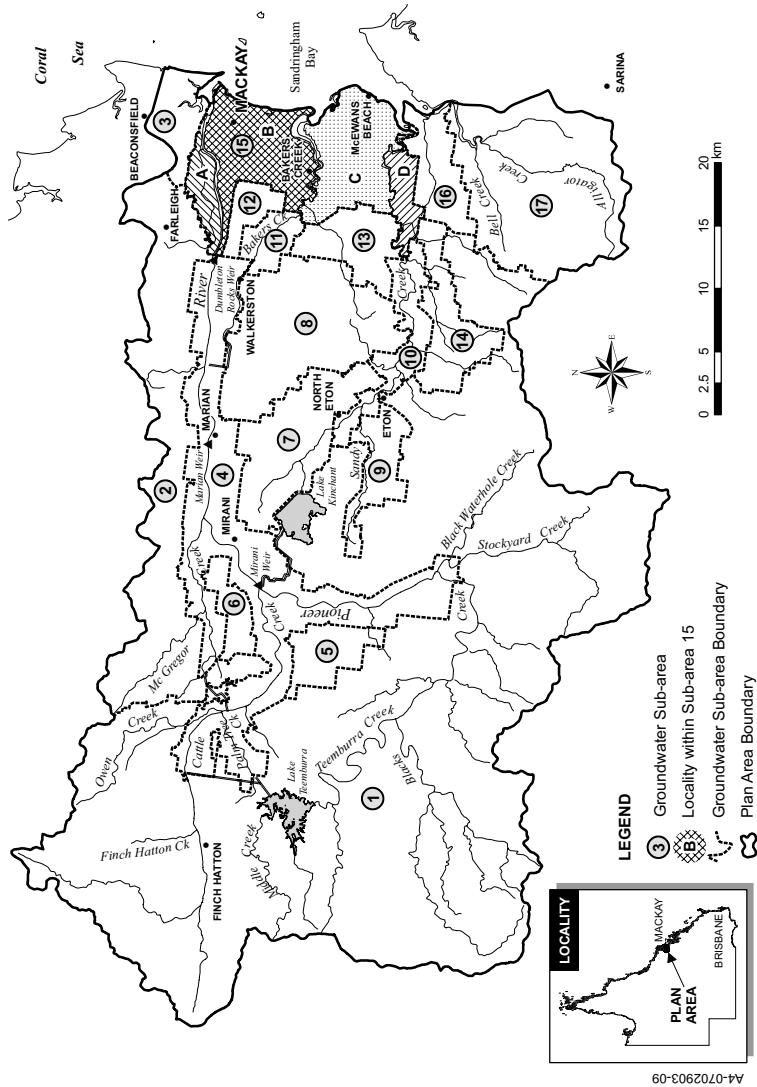 Coral
Sea
BEACONSFIELD
3
MACKAY
FARLEIGH
A
15
B
Sandringham
Bay
BAKERS
CREEK
12
Bakers Ck
11
River
Dumbleton
Rocks Weir
WALKERSTON
C
McEWANS
BEACH
D
13
Creek
16
Bell Creek
Alligator
Creek
17
SARINA
8
10
14
2
MARIAN
Marian Weir
4
MIRANI
NORTH
ETON
7
ETON
Lake
Kinchant
Sandy
9
Mirani
Weir
Creek
6
Creek
Pioneer
5
Black Waterhole Creek
Stockyard Creek
Creek
Mc Gregor
Creek
Owen
Cattle
Palm Tree
Ck
Finch Hatton Ck
FINCH HATTON
Middle Creek
Lake
Teemburra
Teemburra Creek
Blacks
1
N
E
S
W
0 2.5 5 10 15 20
km
LEGEND
3 Groundwater Sub-area
B Locality within Sub-area 15
Groundwater Sub-area Boundary
Plan Area Boundary
LOCALITY
MACKAY
PLAN
AREA
BRISBANE
A4-0702903-09